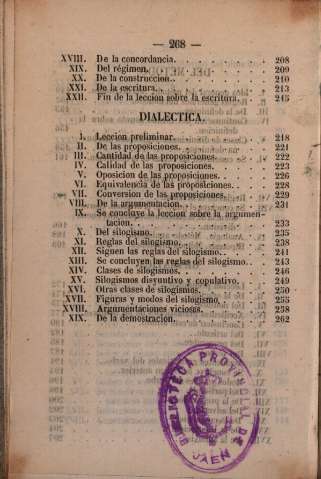 — 268 —
XVIII. De la concordancia. . . . . . . . . 208
XIX. Del régimen. . . . . . . . . . . 209
XX. De la construccion. . . . . . . . . 210
XXI. De la escritura. . . . . . . . . . 213
XXII. Fin de la leccion sobre la escritura. . . . 215
DIALECTICA.
I. Leccion preliminar. . . . . . . . . 218
II. De las proposiciones. . . . . . . . 221
III. Cantidad de las proposiciones. . . . . 222
IV. Calidad de las proposiciones. . . . . 223
V. Oposicion de las proposiciones. . . . . 226
VI. Equivalencia de las proposiciones. . . . 228
VII. Conversion de las proposiciones. . . . 229
VIII. De la argumentacion. . . . . . . . 231
IX. Se concluye la leccion sobre la argumen-
tacion. . . . . . . . . . . . . 233
X. Del silogismo. . . . . . . . . . 235
XI. Reglas del silogismo. . . . . . . . 238
XII. Siguen las reglas del silogismo. . . . . 241
XIII. Se concluyen las reglas del silogismo. . . 243
XIV. Clases de silogismos. . . . . . . . 246
XV. Silogismos disyuntivo y copulativo. . . . 249
XVI. Otras clases de silogismos. . . . . . 250
XVII. Figuras y modos del silogismo. . . . . 255
XVIII. Argumentaciones viciosas. . . . . . 258
XIX. De la demostracion. . . . . . . . . 262
BIBLIOTECA PROVINCIAL DE
JAEN